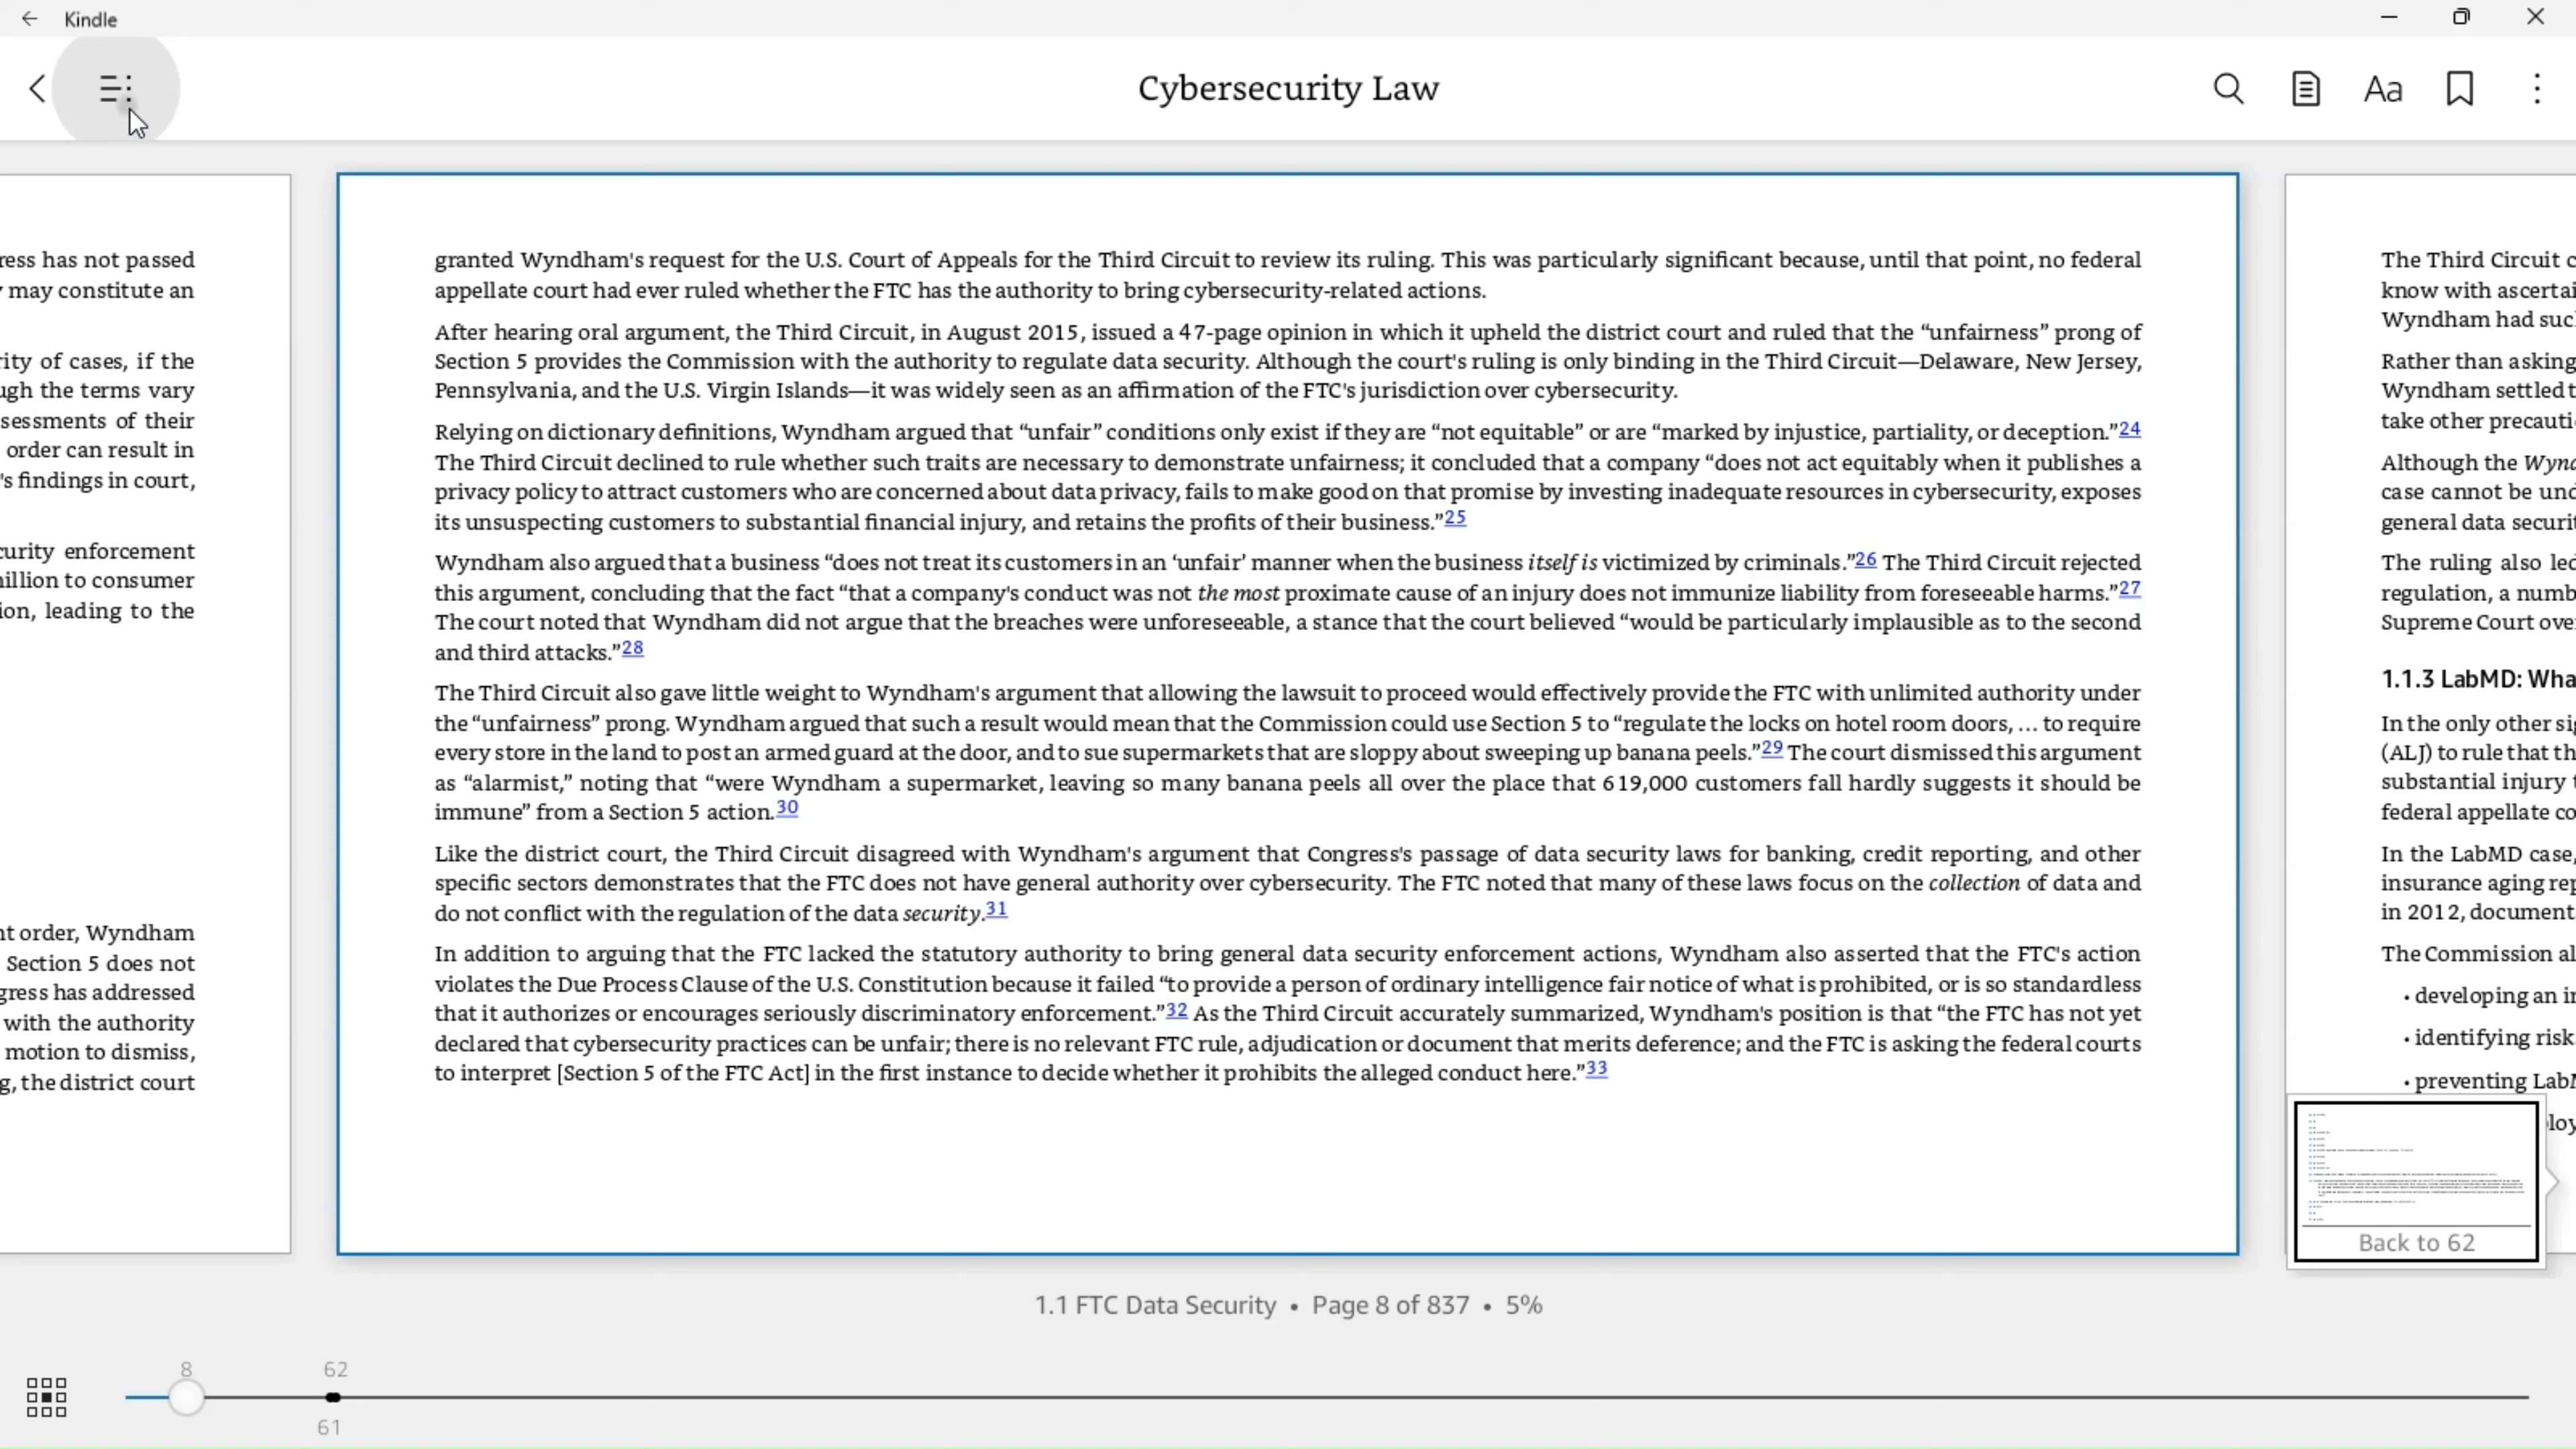 Kindle
Cybersecurity Law
Aa
ress has not passed
y may constitute an
rity of cases, if the
ugh the terms vary
sessments of their
order can result in
's findings in court,
curity enforcement
nillion to consumer
ion, leading to the
nt order, Wyndham
Section 5 does not
gress has addressed
with the authority
motion to dismiss,
g, the district court
granted Wyndham's request for the U.S. Court of Appeals for the Third Circuit to review its ruling. This was particularly significant because, until that point, no federal
appellate court had ever ruled whether the FTC has the authority to bring cybersecurity-related actions.
After hearing oral argument, the Third Circuit, in August 2015, issued a 47-page opinion in which it upheld the district court and ruled that the “unfairness” prong of
Section 5 provides the Commission with the authority to regulate data security. Although the court's ruling is only binding in the Third Circuit—Delaware, New Jersey,
Pennsylvania, and the U.S. Virgin Islands—it was widely seen as an affirmation of the FTC's jurisdiction over cybersecurity.
Relying on dictionary definitions, Wyndham argued that “unfair” conditions only exist if they are “not equitable” or are “marked by injustice, partiality, or deception.”24
The Third Circuit declined to rule whether such traits are necessary to demonstrate unfairness; it concluded that a company “does not act equitably when it publishes a
privacy policy to attract customers who are concerned about data privacy, fails to make good on that promise by investing inadequate resources in cybersecurity, exposes
its unsuspecting customers to substantial financial injury, and retains the profits of their business.”25
Wyndham also argued that a business “does not treat its customers in an ‘unfair’ manner when the business itself is victimized by criminals.”26 The Third Circuit rejected
this argument, concluding that the fact “that a company's conduct was not the most proximate cause of an injury does not immunize liability from foreseeable harms.”27
The court noted that Wyndham did not argue that the breaches were unforeseeable, a stance that the court believed “would be particularly implausible as to the second
and third attacks.”28
The Third Circuit also gave little weight to Wyndham's argument that allowing the lawsuit to proceed would effectively provide the FTC with unlimited authority under
the “unfairness” prong. Wyndham argued that such a result would mean that the Commission could use Section 5 to “regulate the locks on hotel room doors, … to require
every store in the land to post an armed guard at the door, and to sue supermarkets that are sloppy about sweeping up banana peels.”29 The court dismissed this argument
as “alarmist,” noting that “were Wyndham a supermarket, leaving so many banana peels all over the place that 619,000 customers fall hardly suggests it should be
immune” from a Section 5 action.30
Like the district court, the Third Circuit disagreed with Wyndham's argument that Congress's passage of data security laws for banking, credit reporting, and other
specific sectors demonstrates that the FTC does not have general authority over cybersecurity. The FTC noted that many of these laws focus on the collection of data and
do not conflict with the regulation of the data security.31
In addition to arguing that the FTC lacked the statutory authority to bring general data security enforcement actions, Wyndham also asserted that the FTC's action
violates the Due Process Clause of the U.S. Constitution because it failed “to provide a person of ordinary intelligence fair notice of what is prohibited, or is so standardless
that it authorizes or encourages seriously discriminatory enforcement.”32 As the Third Circuit accurately summarized, Wyndham's position is that “the FTC has not yet
declared that cybersecurity practices can be unfair; there is no relevant FTC rule, adjudication or document that merits deference; and the FTC is asking the federal courts
to interpret [Section 5 of the FTC Act] in the first instance to decide whether it prohibits the alleged conduct here.”33
The Third Circuit c
know with ascertai
Wyndham had suc
Rather than asking
Wyndham settled t
take other precauti
Although the Wynd
case cannot be und
general data securit
The ruling also led
regulation, a numb
Supreme Court ove
1.1.3 LabMD: Wha
In the only other sig
(ALJ) to rule that th
substantial injury t
federal appellate co
In the LabMD case,
insurance aging rep
in 2012, document
The Commission al
• developing an in
• identifying risk
• preventing LabM
loy
Back to 62
1.1 FTC Data Security • Page 8 of 837 • 5%
8
62
61